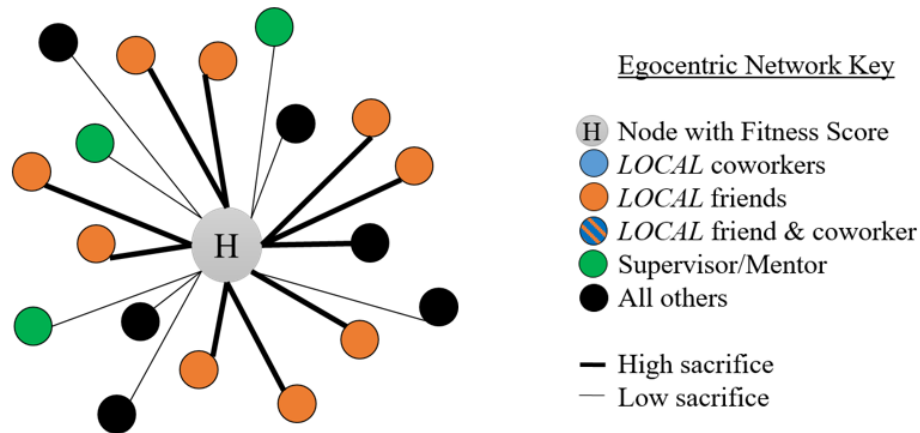 Egocentric Network Key
H Node with Fitness Score
LOCAL coworkers
LOCAL friends
H
LOCAL friend & coworker
Supervisor/Mentor
All others
High sacrifice
Low sacrifice